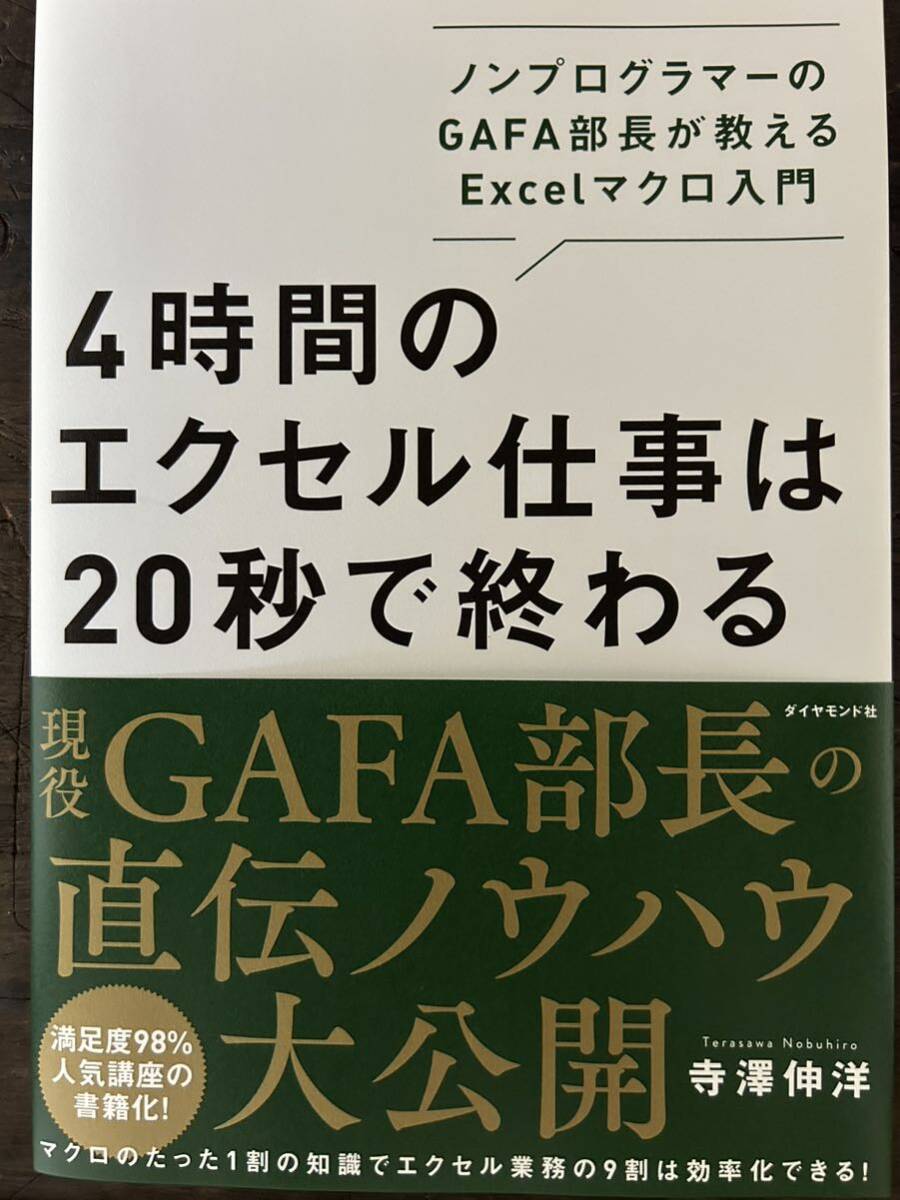 ノンプログラマーの
GAFA部長が教える
Excelマクロ入門
4時間の
エクセル仕事は
20秒で終わる
ダイヤモンド社
現役GAFA部長の
直伝ノウハウ
大公開
満足度98%
人気講座の
書籍化!
Terasawa Nobuhiro
寺澤伸洋
マクロのたった1割の知識でエクセル業務の9割は効率化できる!